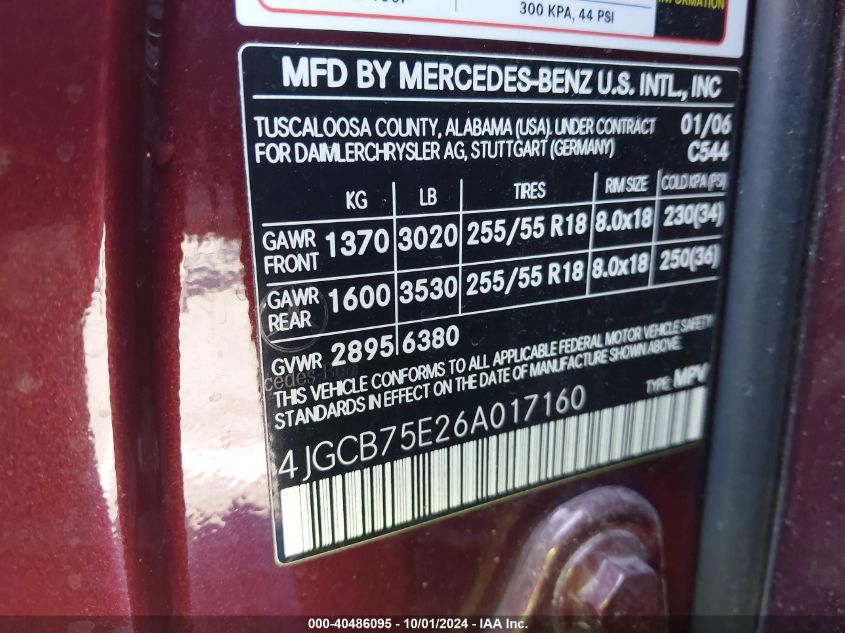 300 KPA, 44 PSI
INFORMATION
MFD BY MERCEDES-BENZ U.S. INTL., INC
TUSCALOOSA COUNTY, ALABAMA (USA). UNDER CONTRACT 01/06
FOR DAIMLERCHRYSLER AG, STUTTGART (GERMANY) C544
KG LB TIRES RIM SIZE COLD KPA (PSI)
GAWR FRONT 1370 3020 255/55 R18 8.0x18 230(34)
GAWR REAR 1600 3530 255/55 R18 8.0x18 250(36)
GVWR 2895 6380
THIS VEHICLE CONFORMS TO ALL APPLICABLE FEDERAL MOTOR VEHICLE SAFETY
STANDARDS IN EFFECT ON THE DATE OF MANUFACTURE SHOWN ABOVE.
TYPE: MPV
4JGCB75E26A017160
000-40486095 - 10/01/2024 - IAA Inc.